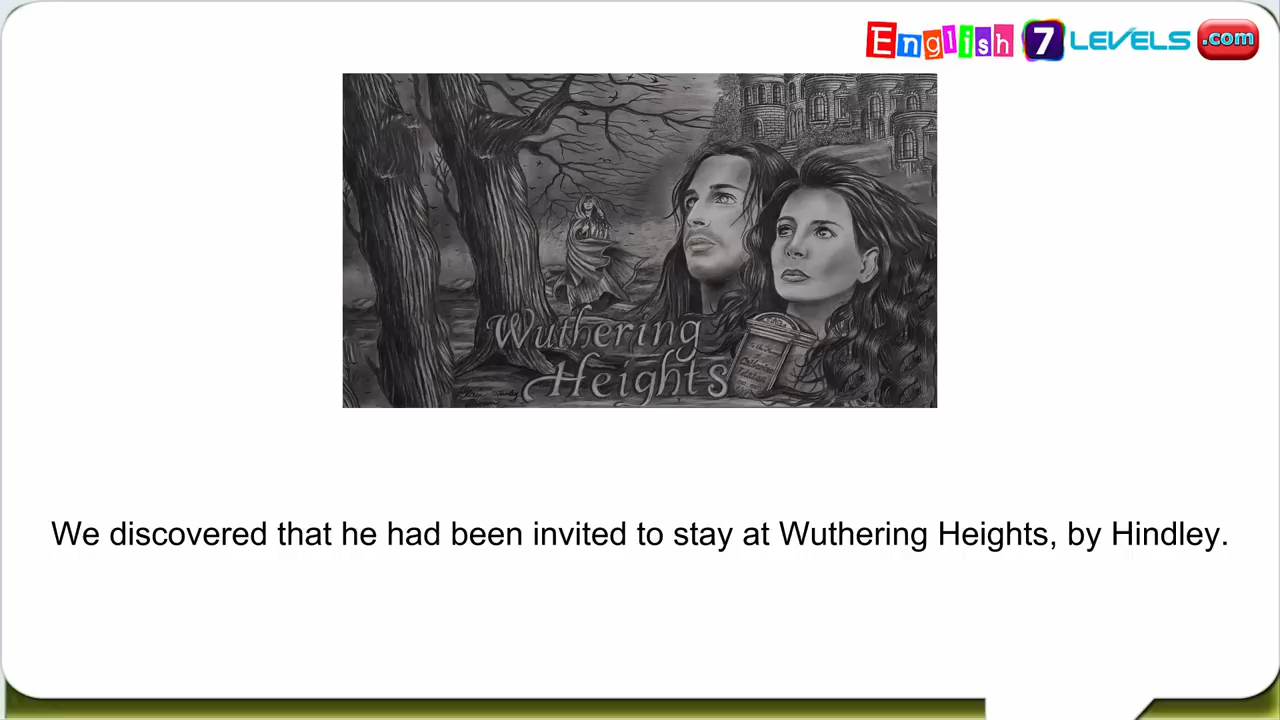 English 7 LEVELS .com
Wuthering
Heights
We discovered that he had been invited to stay at Wuthering Heights, by Hindley.